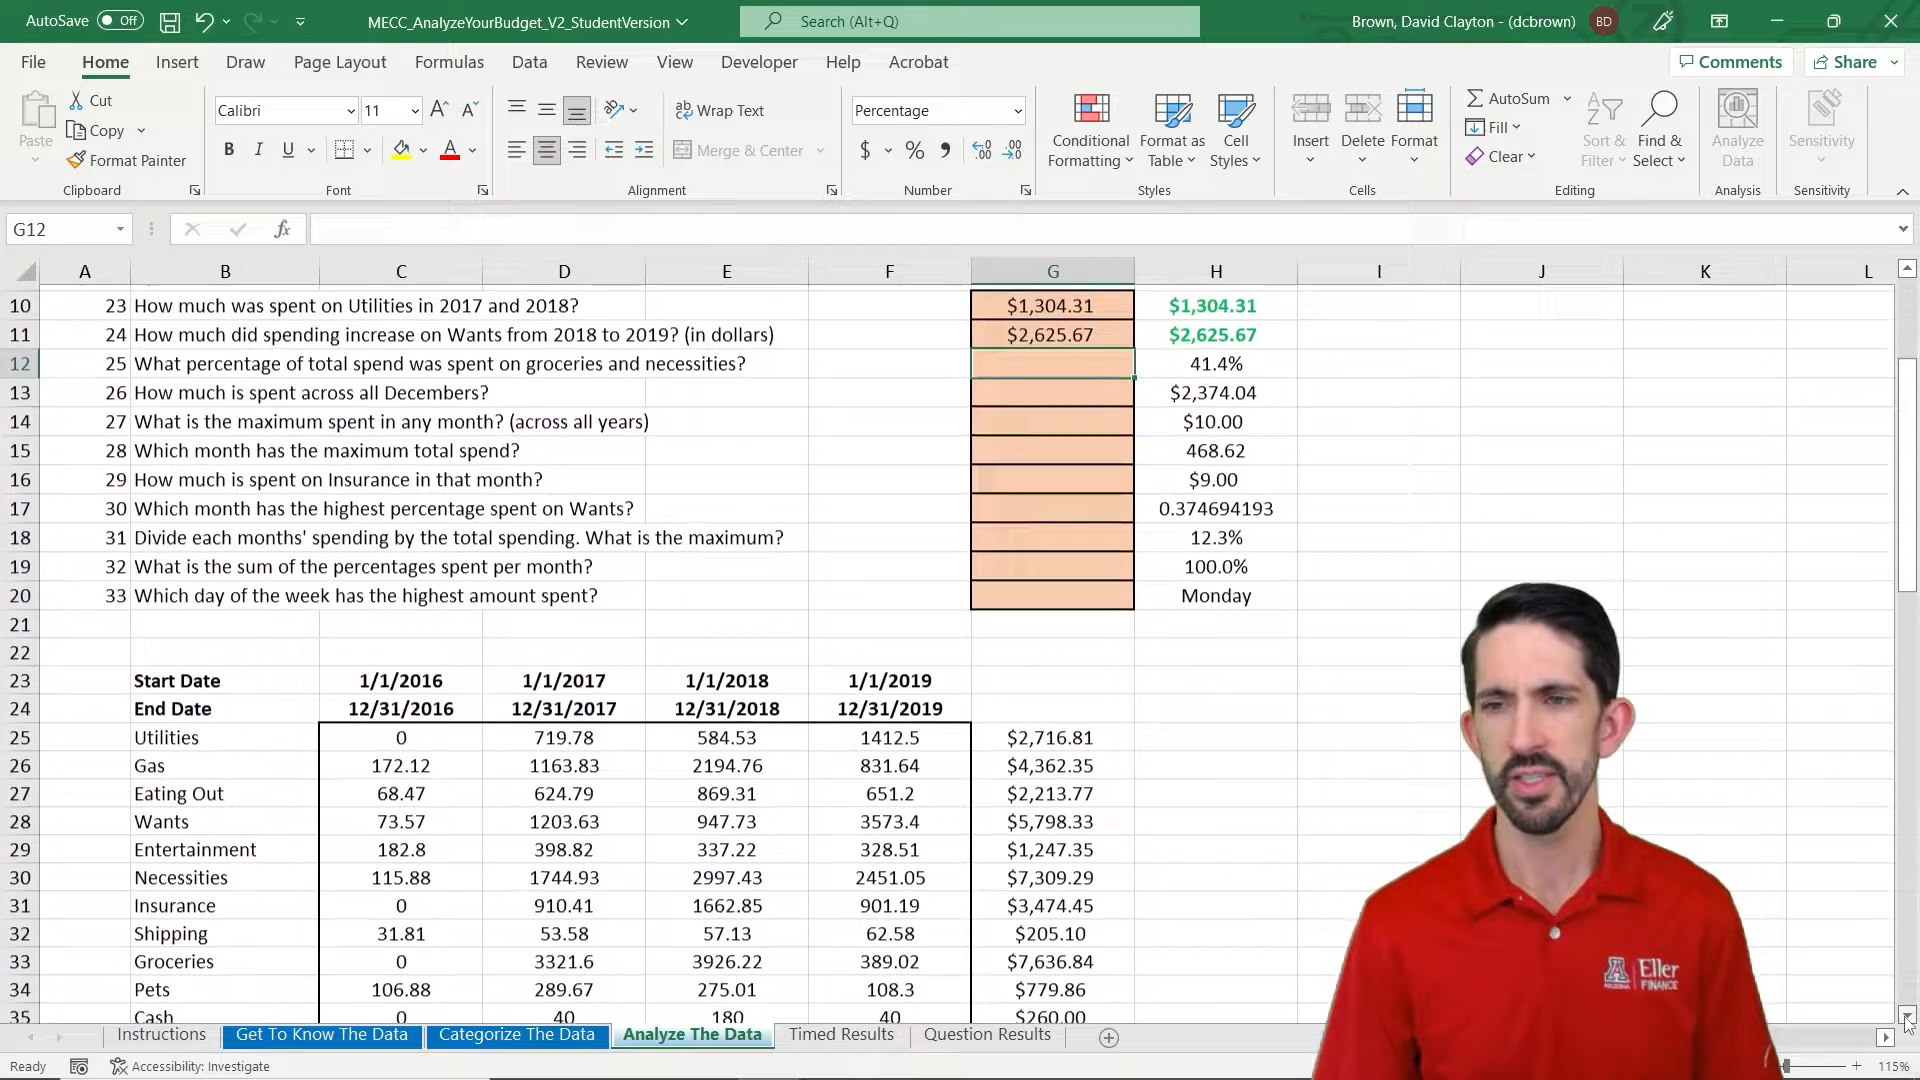 AutoSave Off MECC_AnalyzeYourBudget_V2_StudentVersion Search (Alt+Q) Brown, David Clayton - (dcbrown) BD
File Home Insert Draw Page Layout Formulas Data Review View Developer Help Acrobat Comments Share
Paste Cut Copy Format Painter Clipboard
Calibri 11 B I U Font
Wrap Text Merge & Center Alignment
Percentage $ % Number
Conditional Formatting Format as Table Cell Styles Styles
Insert Delete Format Cells
AutoSum Fill Clear Sort & Filter Find & Select Editing
Analyze Data Analysis
Sensitivity Sensitivity
G12 fx
A B C D E F G H I J K L
10 23 How much was spent on Utilities in 2017 and 2018? $1,304.31 $1,304.31
11 24 How much did spending increase on Wants from 2018 to 2019? (in dollars) $2,625.67 $2,625.67
12 25 What percentage of total spend was spent on groceries and necessities? 41.4%
13 26 How much is spent across all Decembers? $2,374.04
14 27 What is the maximum spent in any month? (across all years) $10.00
15 28 Which month has the maximum total spend? 468.62
16 29 How much is spent on Insurance in that month? $9.00
17 30 Which month has the highest percentage spent on Wants? 0.374694193
18 31 Divide each months' spending by the total spending. What is the maximum? 12.3%
19 32 What is the sum of the percentages spent per month? 100.0%
20 33 Which day of the week has the highest amount spent? Monday
21
22
23 Start Date 1/1/2016 1/1/2017 1/1/2018 1/1/2019
24 End Date 12/31/2016 12/31/2017 12/31/2018 12/31/2019
25 Utilities 0 719.78 584.53 1412.5 $2,716.81
26 Gas 172.12 1163.83 2194.76 831.64 $4,362.35
27 Eating Out 68.47 624.79 869.31 651.2 $2,213.77
28 Wants 73.57 1203.63 947.73 3573.4 $5,798.33
29 Entertainment 182.8 398.82 337.22 328.51 $1,247.35
30 Necessities 115.88 1744.93 2997.43 2451.05 $7,309.29
31 Insurance 0 910.41 1662.85 901.19 $3,474.45
32 Shipping 31.81 53.58 57.13 62.58 $205.10
33 Groceries 0 3321.6 3926.22 389.02 $7,636.84
34 Pets 106.88 289.67 275.01 108.3 $779.86
35 Cash 0 40 180 40 $260.00
A Eller
FINANCE
Instructions Get To Know The Data Categorize The Data Analyze The Data Timed Results Question Results
Ready Accessibility: Investigate 115%